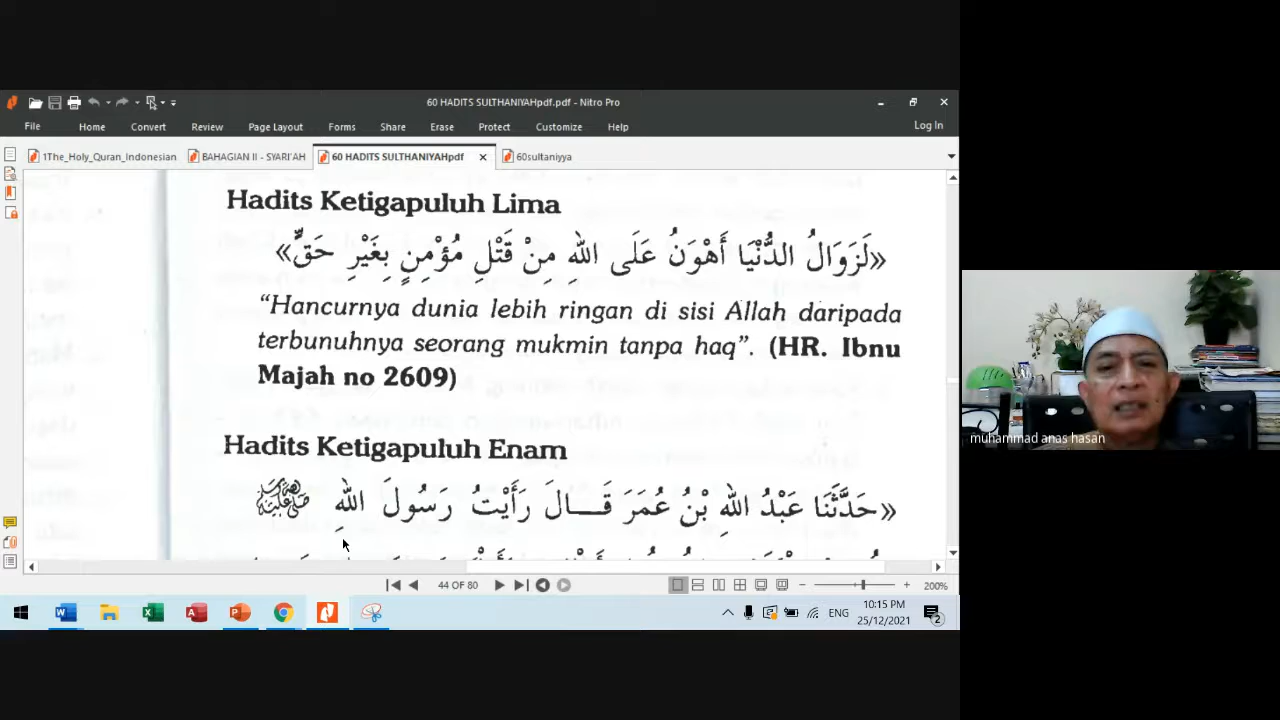 60 HADITS SULTHANIYAHpdf.pdf - Nitro Pro
File Home Convert Review Page Layout Forms Share Erase Protect Customize Help Log In
1The_Holy_Quran_Indonesian BAHAGIAN II - SYARI'AH 60 HADITS SULTHANIYAHpdf 60sultaniyya
Hadits Ketigapuluh Lima
«لَزَوَالُ الدُّنْيَا أَهْوَنُ عَلَى اللهِ مِنْ قَتْلِ مُؤْمِنٍ بِغَيْرِ حَقٍّ»
“Hancurnya dunia lebih ringan di sisi Allah daripada
terbunuhnya seorang mukmin tanpa haq”. (HR. Ibnu
Majah no 2609)
Hadits Ketigapuluh Enam
«حَدَّثَنَا عَبْدُ اللهِ بْنُ عُمَرَ قَـــالَ رَأَيْتُ رَسُولَ اللهِ ﷺ
44 OF 80 200%
ENG 10:15 PM
25/12/2021 2
muhammad anas hasan